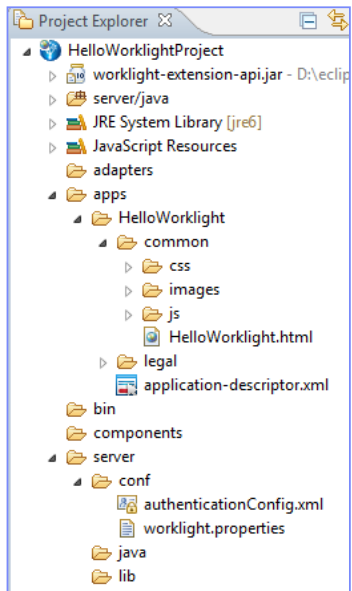 Project Explorer
HelloWorklightProject
worklight-extension-api.jar - D:\eclip
server/java
JRE System Library [jre6]
JavaScript Resources
adapters
apps
HelloWorklight
common
css
images
js
HelloWorklight.html
legal
application-descriptor.xml
bin
components
server
conf
authenticationConfig.xml
worklight.properties
java
lib